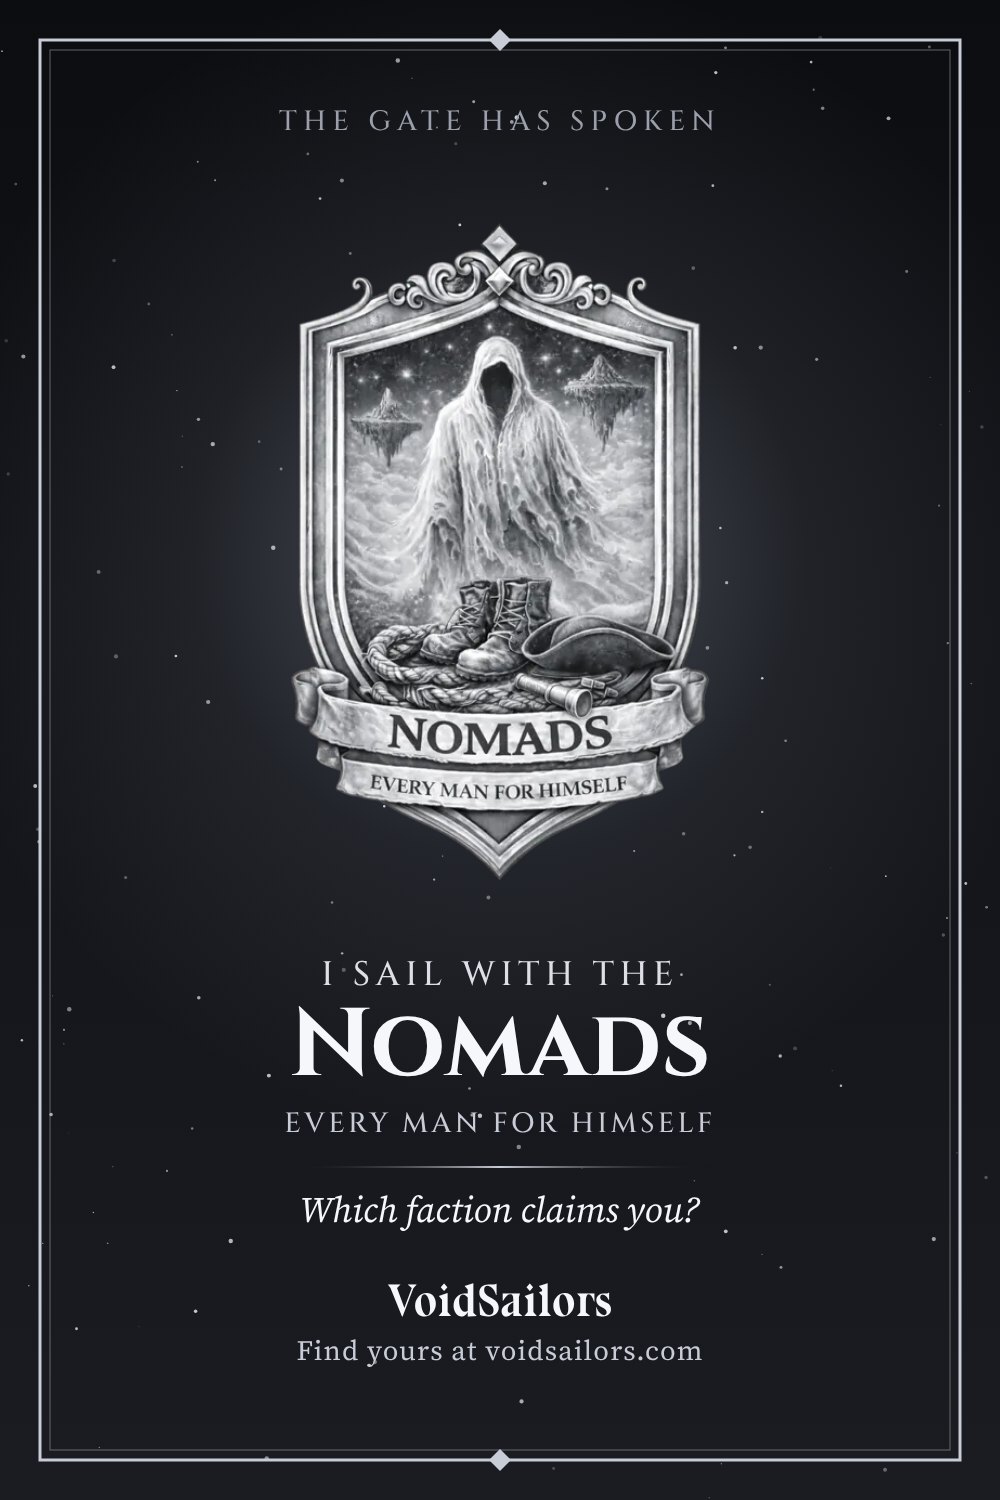 THE GATE HAS SPOKEN
NOMADS
EVERY MAN FOR HIMSELF
I SAIL WITH THE
NOMADS
EVERY MAN FOR HIMSELF
Which faction claims you?
VoidSailors
Find yours at voidsailors.com